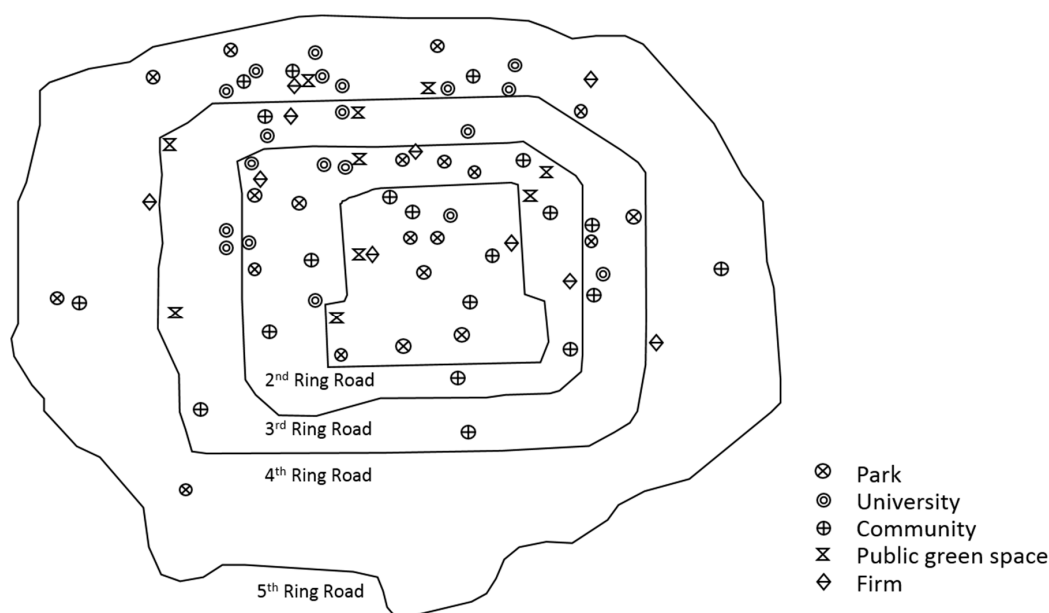 2nd Ring Road
3rd Ring Road
4th Ring Road
5th Ring Road
Park
University
Community
Public green space
Firm